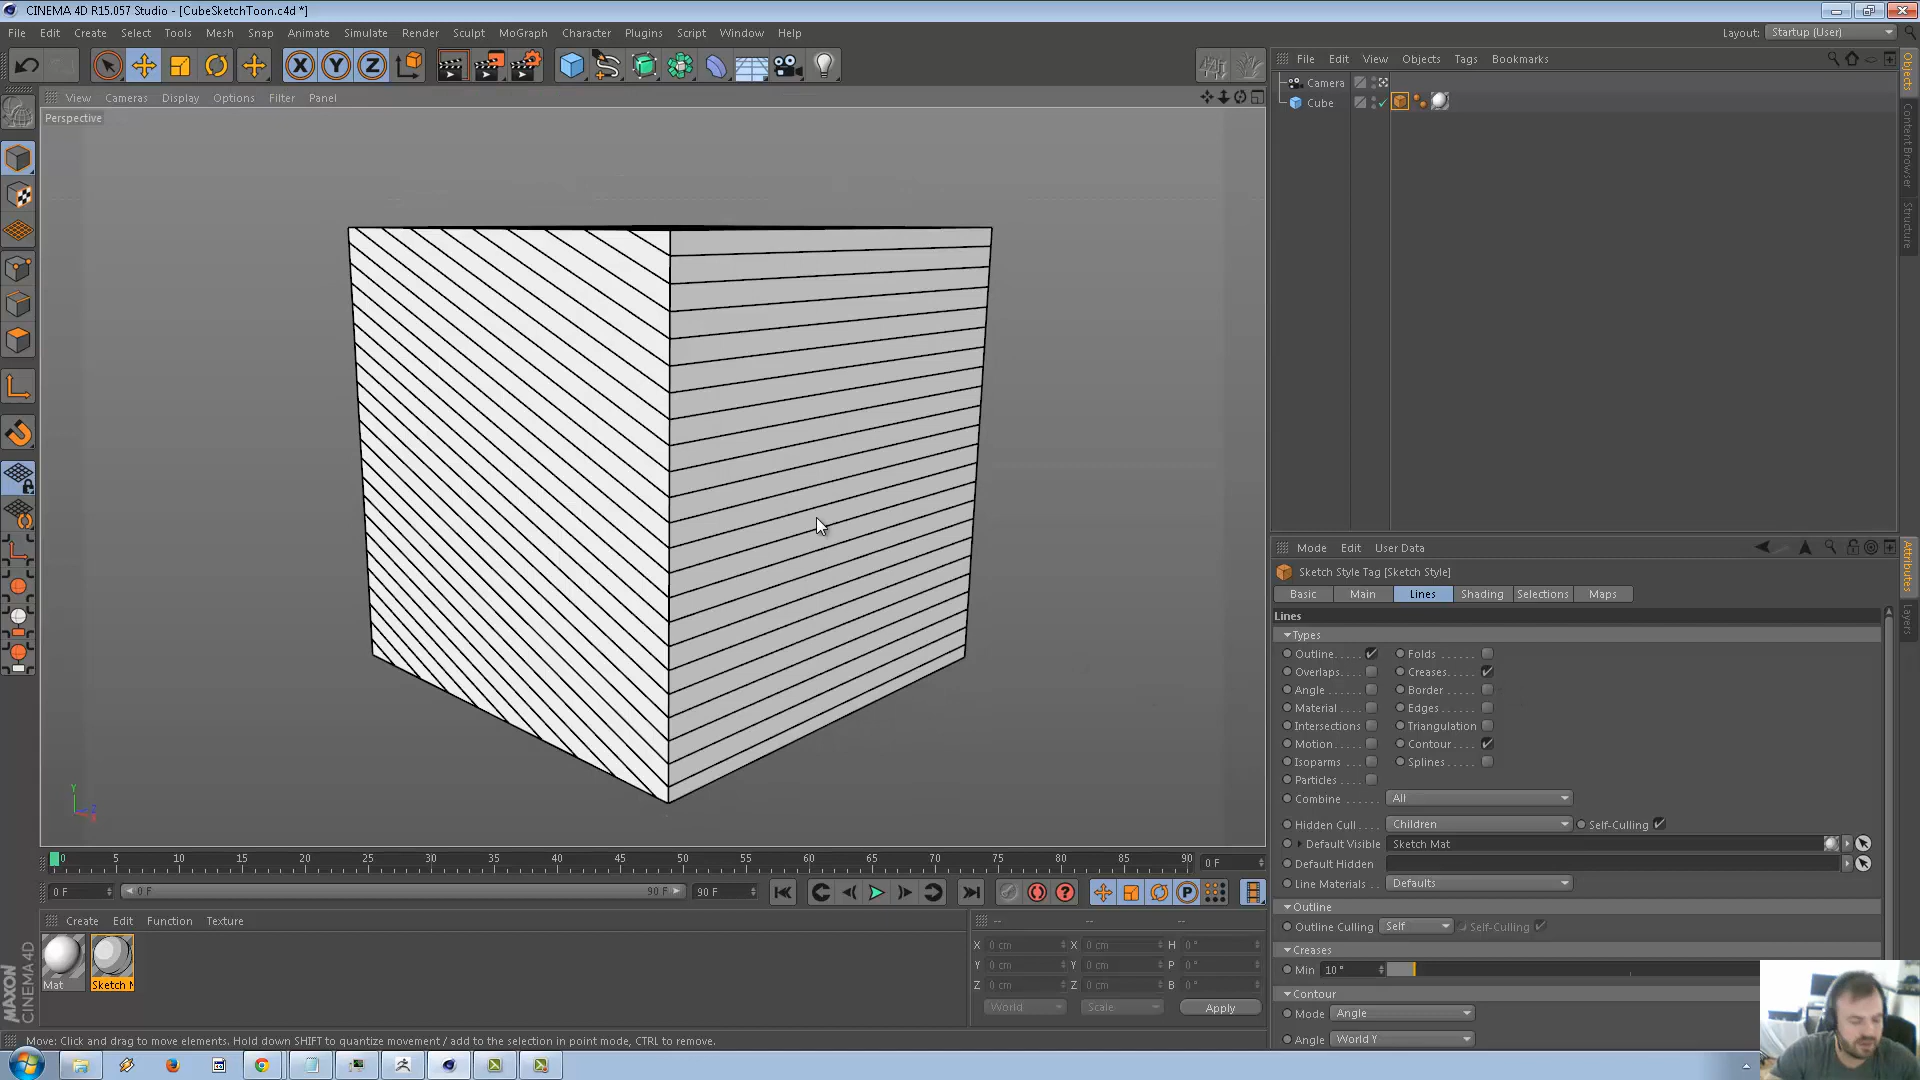 CINEMA 4D R15.057 Studio - [CubeSketchToon.c4d *]
File Edit Create Select Tools Mesh Snap Animate Simulate Render Sculpt MoGraph Character Plugins Script Window Help
Layout: Startup (User)
File Edit View Objects Tags Bookmarks
View Cameras Display Options Filter Panel
Perspective
Camera
Cube
Objects
Content Browser
Structure
Mode Edit User Data
Sketch Style Tag [Sketch Style]
Basic Main Lines Shading Selections Maps
Lines
Types
Outline..... Folds ......
Overlaps.... Creases.....
Angle ...... Border .....
Material .... Edges ......
Intersections Triangulation
Motion..... Contour ....
Isoparms .... Splines.....
Particles ....
Combine ...... All
Hidden Cull .... Children Self-Culling
Default Visible Sketch Mat
Default Hidden
Line Materials . . Defaults
Outline
Outline Culling Self Self-Culling
Creases
Min 10 °
Contour
Mode Angle
Angle World Y
Attributes
Layers
Y
0 5 10 15 20 25 30 35 40 45 50 55 60 65 70 75 80 85 90 0 F
0 F 0 F 90 F 90 F
Create Edit Function Texture
Mat Sketch M
MAXON
CINEMA 4D
-- -- --
X 0 cm X 0 cm H 0 °
Y 0 cm Y 0 cm P 0 °
Z 0 cm Z 0 cm B 0 °
World Scale Apply
Move: Click and drag to move elements. Hold down SHIFT to quantize movement / add to the selection in point mode, CTRL to remove.